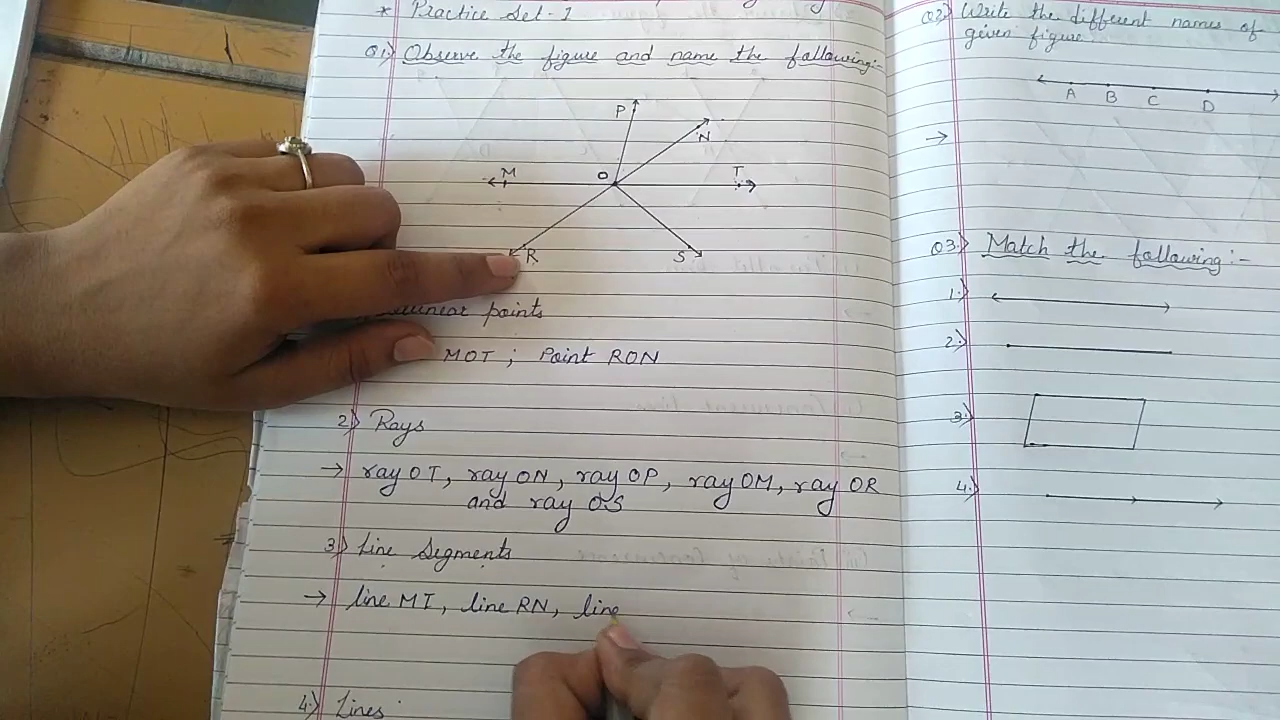 * Practice Set-1
Q1) Observe the figure and name the following:-
P
N
M
O
T
R
S
points
MOT ; Point RON
2) Rays
→ ray OT, ray ON, ray OP, ray OM, ray OR
and ray OS
3) Line Segments
→ line MT, line RN, line
4) Lines
Q2) Write the different names of
given figure.
A B C D
→
Q3) Match the following:-
1)
2)
3)
4)